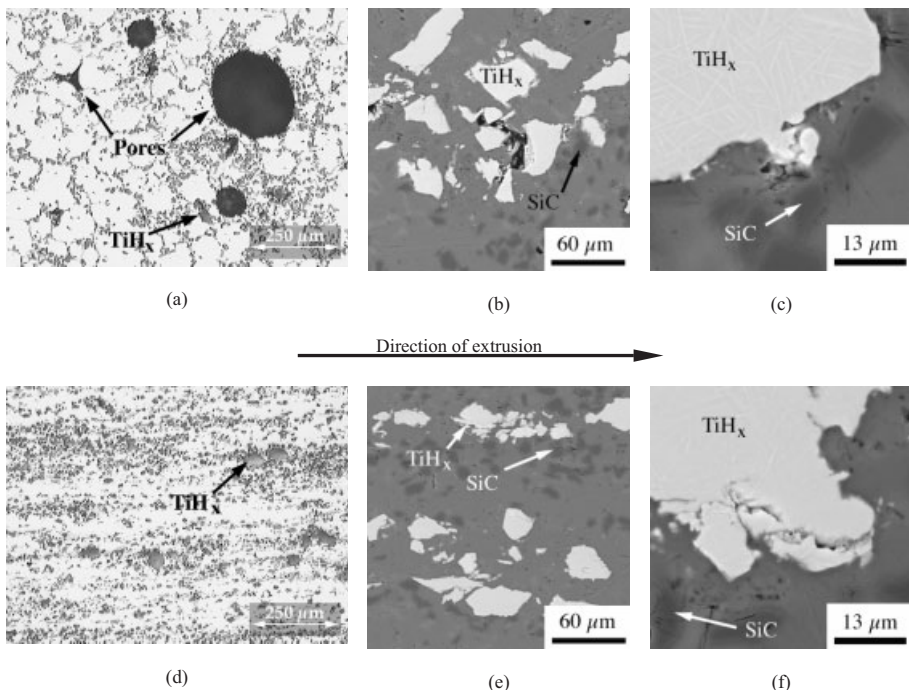 Pores
TiHx
250 μm
(a)
TiHx
SiC
60 μm
(b)
TiHx
SiC
13 μm
(c)
Direction of extrusion
TiHx
250 μm
(d)
TiHx
SiC
60 μm
(e)
TiHx
SiC
13 μm
(f)